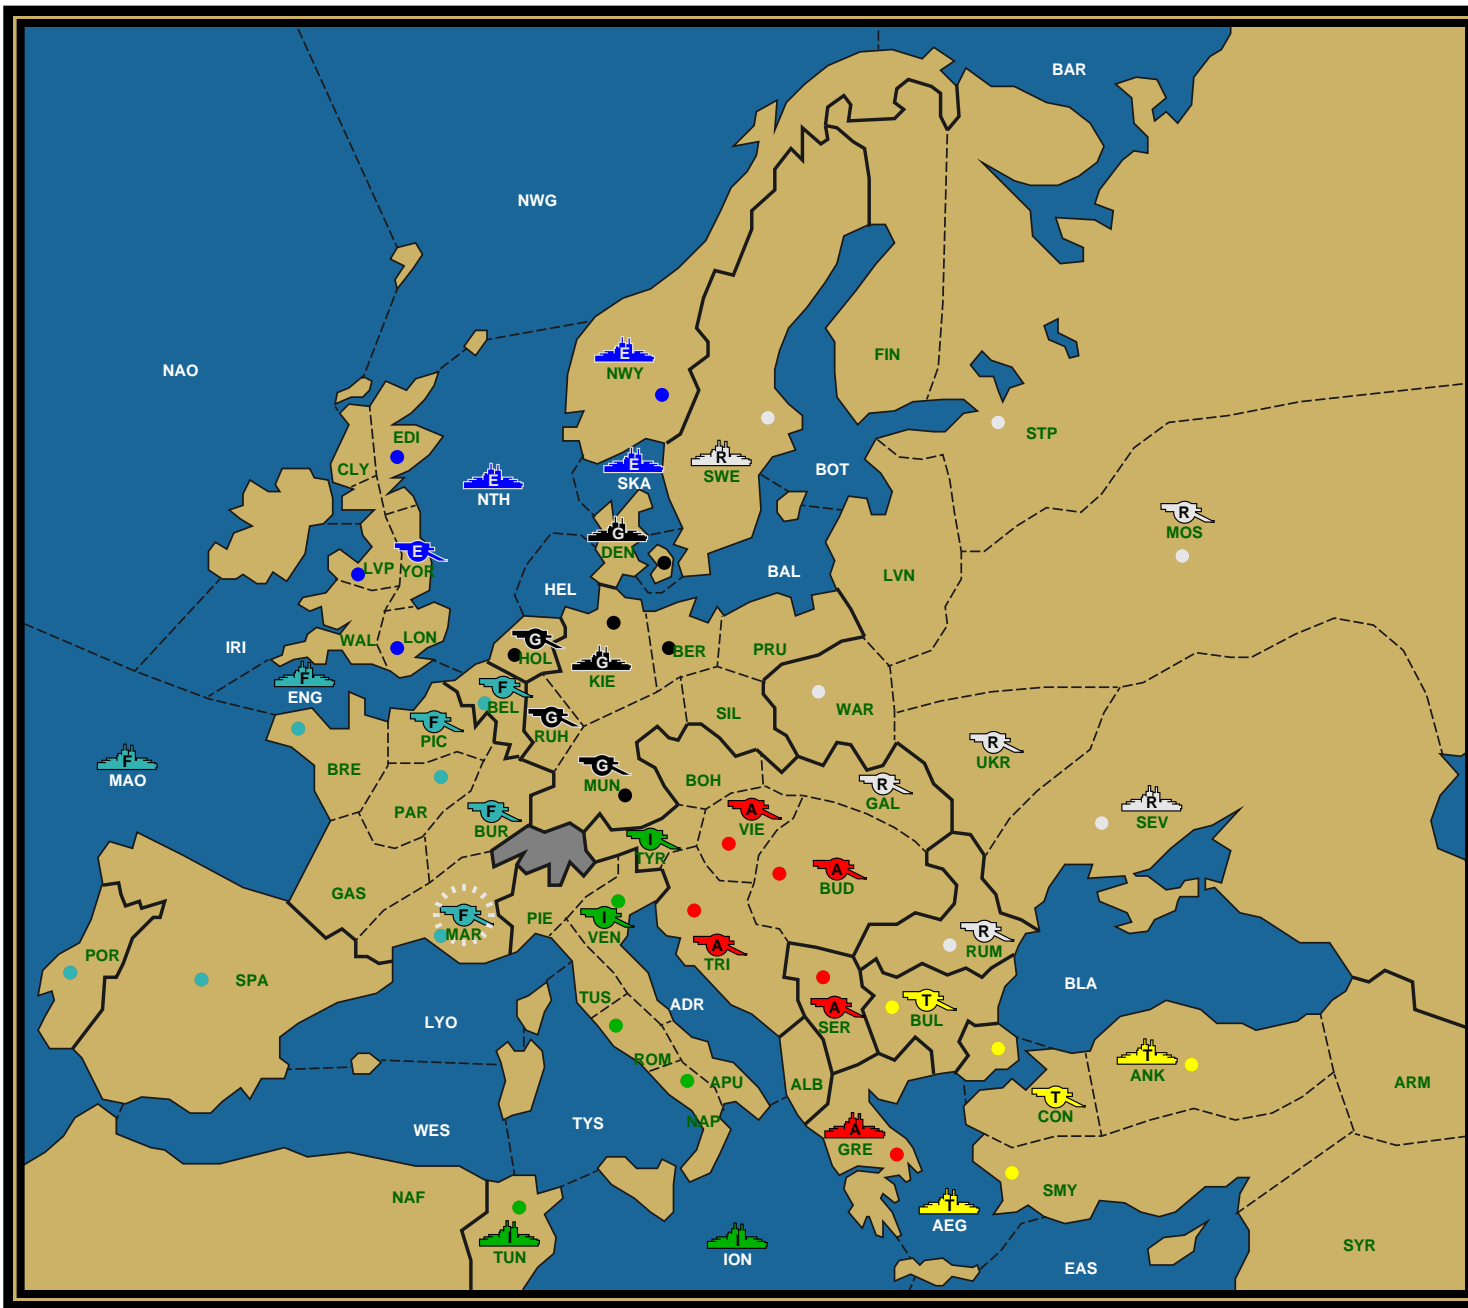 BAR
NWG
E
NWY
FIN
NAO
EDI
CLY
E
NTH
E
SKA
R
SWE
BOT
STP
R
MOS
G
DEN
E
YOR
LVP
HEL
BAL
LVN
IRI
WAL
LON
G
HOL
G
KIE
BER
PRU
F
ENG
F
BEL
F
PIC
G
RUH
SIL
WAR
R
UKR
F
MAO
BRE
PAR
G
MUN
BOH
R
GAL
R
SEV
F
BUR
A
VIE
I
TYR
A
BUD
GAS
F
MAR
PIE
I
VEN
A
TRI
R
RUM
POR
SPA
LYO
TUS
ADR
A
SER
T
BUL
BLA
ROM
APU
ALB
T
ANK
ARM
T
CON
WES
TYS
NAP
A
GRE
NAF
SMY
T
AEG
I
TUN
I
ION
EAS
SYR